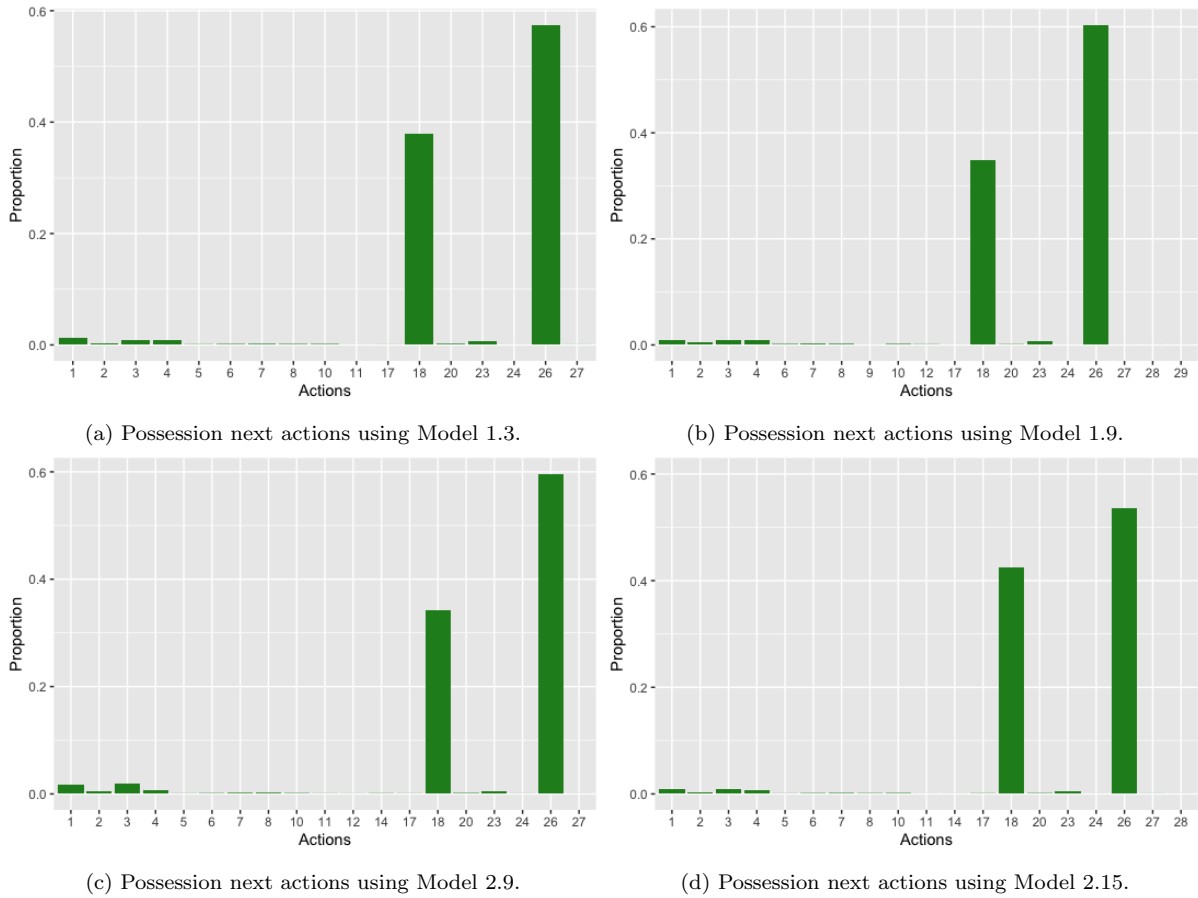 0.6
0.4
0.2
0.0
Proportion
1 2 3 4 5 6 7 8 10 11 17 18 20 23 24 26 27
Actions
(a) Possession next actions using Model 1.3.
0.6
0.4
0.2
0.0
Proportion
1 2 3 4 6 7 8 9 10 12 17 18 20 23 24 26 27 28 29
Actions
(b) Possession next actions using Model 1.9.
0.6
0.4
0.2
0.0
Proportion
1 2 3 4 5 6 7 8 10 11 12 14 17 18 20 23 24 26 27
Actions
(c) Possession next actions using Model 2.9.
0.6
0.4
0.2
0.0
Proportion
1 2 3 4 5 6 7 8 10 11 14 17 18 20 23 24 26 27 28
Actions
(d) Possession next actions using Model 2.15.